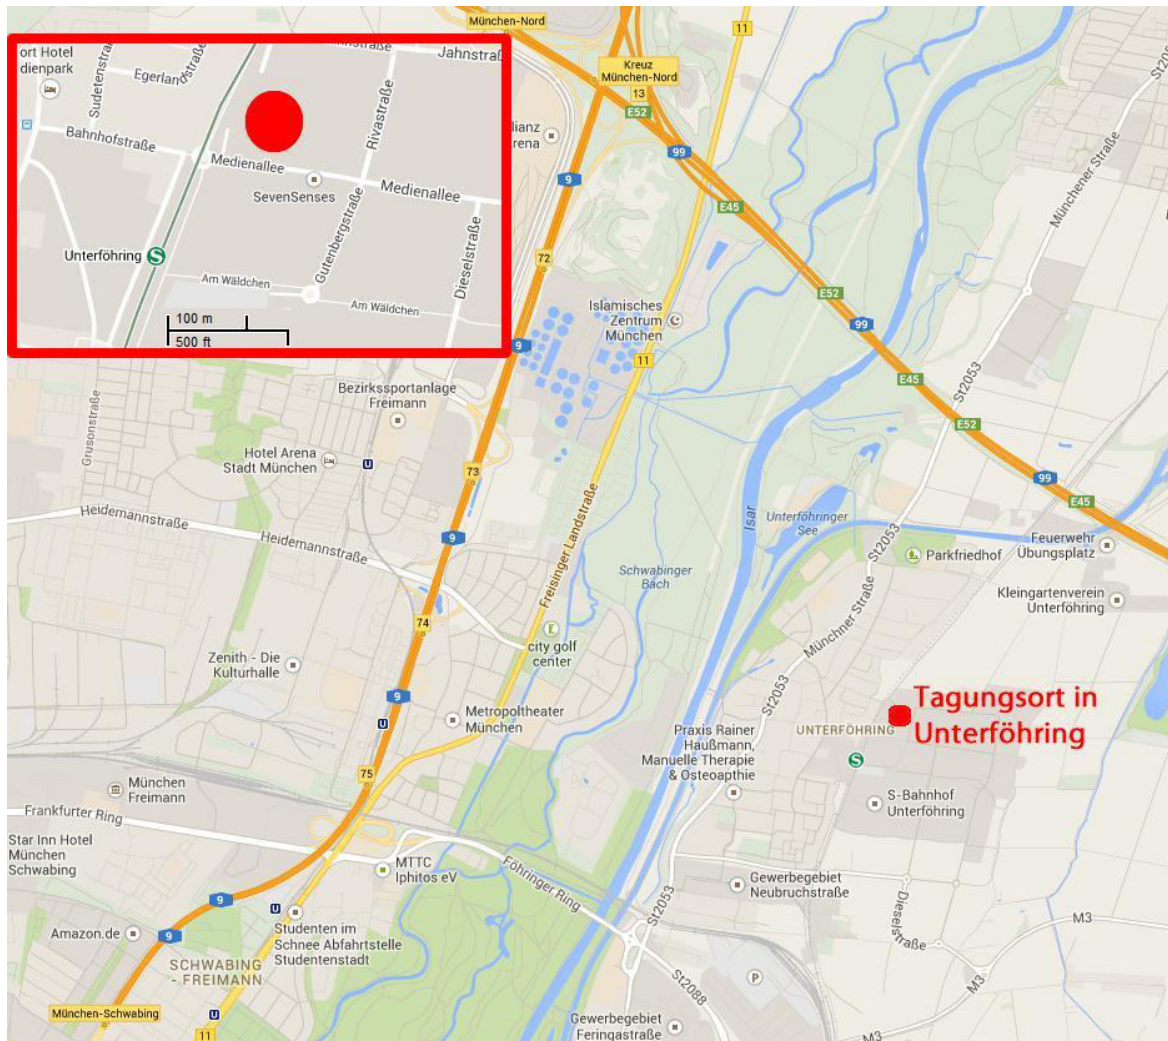 ort Hotel
dienpark
Sudetenstraße
Egerland
Jahnstraß
Rivastraße
Bahnhofstraße
Medienallee
Medienallee
SevenSenses
Unterföhring
S
Gutenbergstraße
Dieselstraße
Am Wäldchen
Am Wäldchen
100 m
500 ft
München-Nord
11
Kreuz
München-Nord
13
E52
99
9
E45
St2053
Münchener Straße
llianz
Arena
72
Islamisches
Zentrum
München
E52
99
9
11
E45
St2053
Bezirkssportanlage
Freimann
Grusonstraße
E52
Hotel Arena
Stadt München
U
73
99
E45
Heidemannstraße
Heidemannstraße
9
Freisinger Landstraße
Isar
Unterföhringer
See
St2053
Feuerwehr
Übungsplatz
Parkfriedhof
Schwabinger
Bach
Kleingartenverein
Unterföhring
74
city golf
center
Münchner Straße
Zenith - Die
Kulturhalle
9
St2053
Tagungsort in
Unterföhring
U
Metropoltheater
München
UNTERFÖHRING
Praxis Rainer
Haußmann,
Manuelle Therapie
& Osteoapthie
S
75
München
Freimann
S-Bahnhof
Unterföhring
Frankfurter Ring
Star Inn Hotel
München
Schwabing
MTTC
Iphitos eV
Föhringer Ring
Gewerbegebiet
Neubruchstraße
St2053
Dieselstraße
9
U
M3
Amazon.de
9
Studenten im
Schnee Abfahrtstelle
Studentenstadt
SCHWABING
- FREIMANN
P
St2088
M3
München-Schwabing
U
11
Gewerbegebiet
Feringastraße
M3